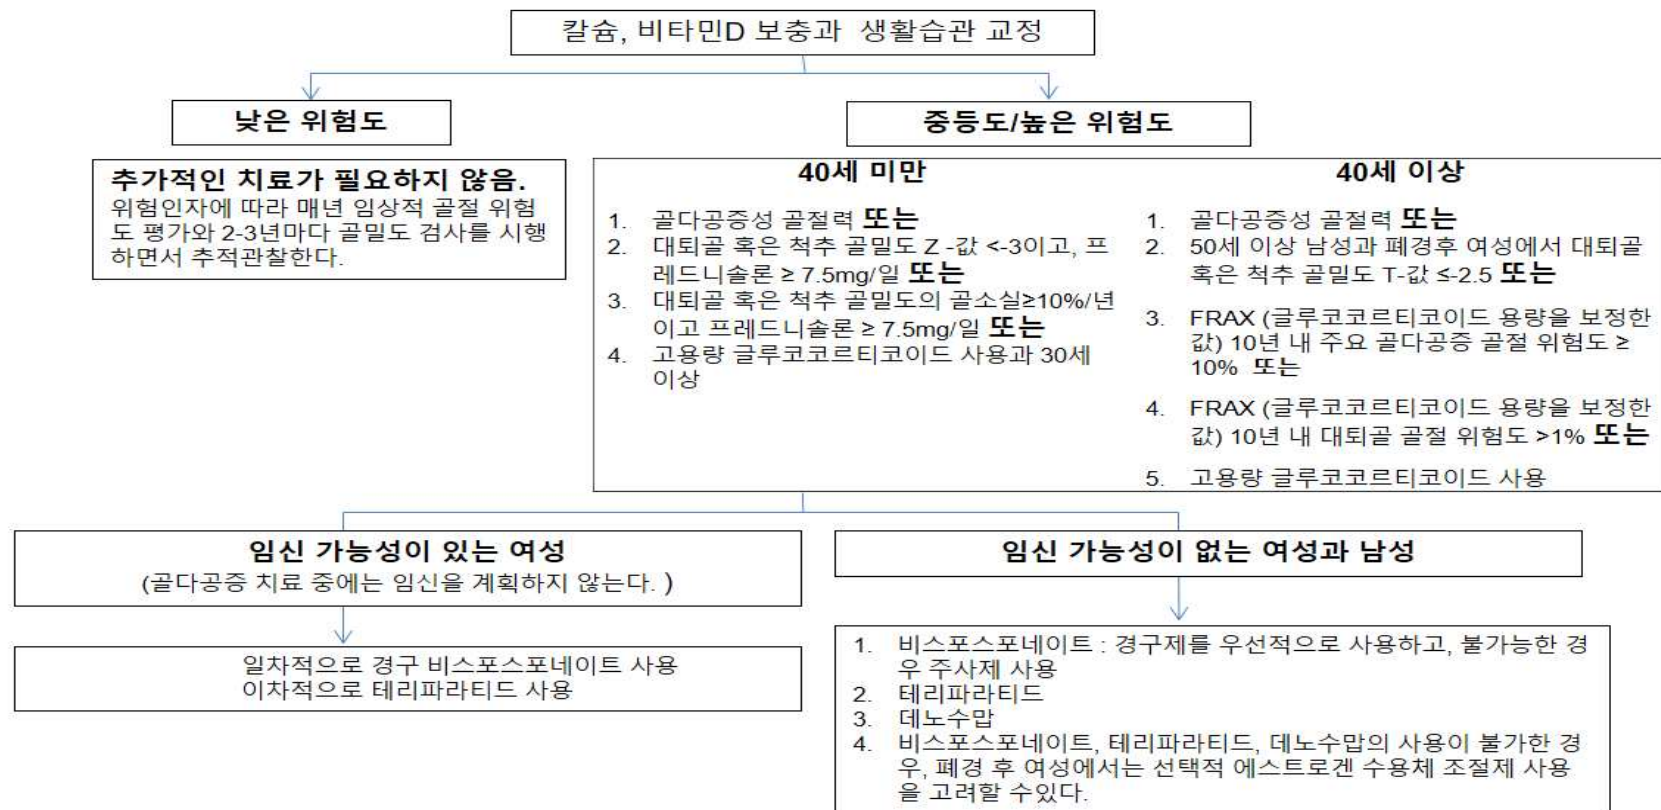 칼슘, 비타민D 보충과 생활습관 교정
낮은 위험도
중등도/높은 위험도
추가적인 치료가 필요하지 않음.
위험인자에 따라 매년 임상적 골절 위험
도 평가와 2-3년마다 골밀도 검사를 시행
하면서 추적관찰한다.
40세 미만
1. 골다공증성 골절력 또는
2. 대퇴골 혹은 척추 골밀도 Z -값 <-3이고, 프
레드니솔론 ≥ 7.5mg/일 또는
3. 대퇴골 혹은 척추 골밀도의 골소실≥10%/년
이고 프레드니솔론 ≥ 7.5mg/일 또는
4. 고용량 글루코코르티코이드 사용과 30세
이상
40세 이상
1. 골다공증성 골절력 또는
2. 50세 이상 남성과 폐경후 여성에서 대퇴골
혹은 척추 골밀도 T-값 ≤-2.5 또는
3. FRAX (글루코코르티코이드 용량을 보정한
값) 10년 내 주요 골다공증 골절 위험도 ≥
10% 또는
4. FRAX (글루코코르티코이드 용량을 보정한
값) 10년 내 대퇴골 골절 위험도 >1% 또는
5. 고용량 글루코코르티코이드 사용
임신 가능성이 있는 여성
(골다공증 치료 중에는 임신을 계획하지 않는다. )
일차적으로 경구 비스포스포네이트 사용
이차적으로 테리파라티드 사용
임신 가능성이 없는 여성과 남성
1. 비스포스포네이트 : 경구제를 우선적으로 사용하고, 불가능한 경
우 주사제 사용
2. 테리파라티드
3. 데노수맙
4. 비스포스포네이트, 테리파라티드, 데노수맙의 사용이 불가한 경
우, 폐경 후 여성에서는 선택적 에스트로겐 수용체 조절제 사용
을 고려할 수있다.